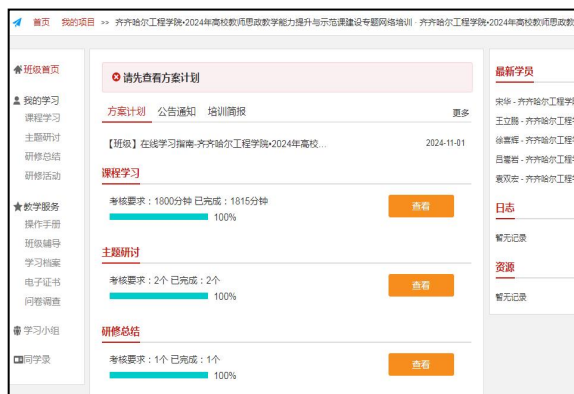 首页 我的项目 >> 齐齐哈尔工程学院•2024年高校教师思政教学能力提升与示范课建设专题网络培训 - 齐齐哈尔工程学院•2024年高校教师思政教
班级首页
我的学习
课程学习
主题研讨
研修总结
研修活动
教学服务
操作手册
班级辅导
学习档案
电子证书
问卷调查
学习小组
同学录
请先查看方案计划
方案计划 公告通知 培训简报 更多
【班级】在线学习指南-齐齐哈尔工程学院•2024年高校... 2024-11-01
课程学习
考核要求：1800分钟 已完成：1815分钟 查看
100%
主题研讨
考核要求：2个 已完成：2个 查看
100%
研修总结
考核要求：1个 已完成：1个 查看
100%
最新学员
宋华 - 齐齐哈尔工程学
王立鹏 - 齐齐哈尔工程
徐喜辉 - 齐齐哈尔工程
吕墨岩 - 齐齐哈尔工程
袁双宏 - 齐齐哈尔工程
日志
暂无记录
资源
暂无记录